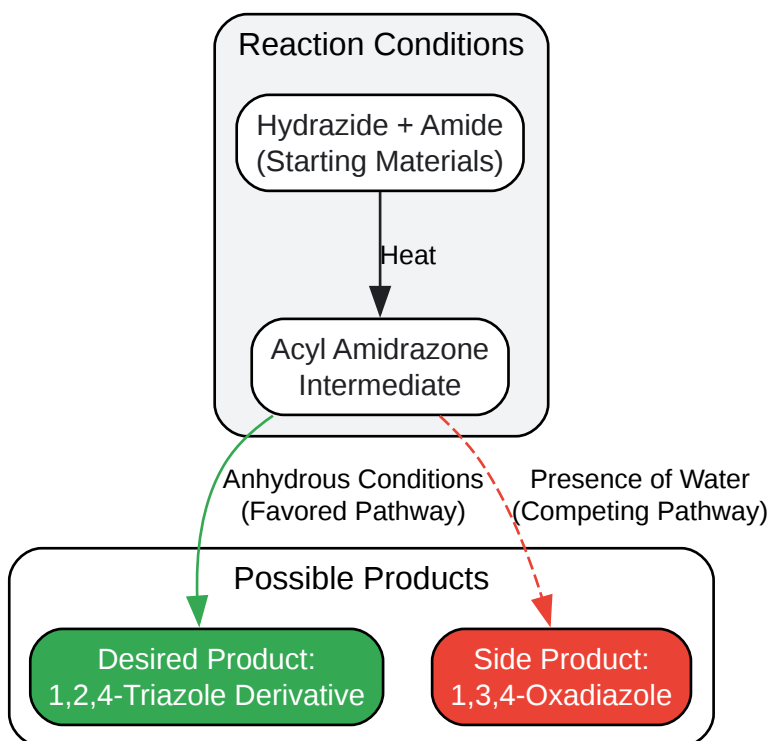 Reaction Conditions
Hydrazide + Amide
(Starting Materials)
Heat
Acyl Amidrazone
Intermediate
Anhydrous Conditions
(Favored Pathway)
Presence of Water
(Competing Pathway)
Possible Products
Desired Product:
1,2,4-Triazole Derivative
Side Product:
1,3,4-Oxadiazole